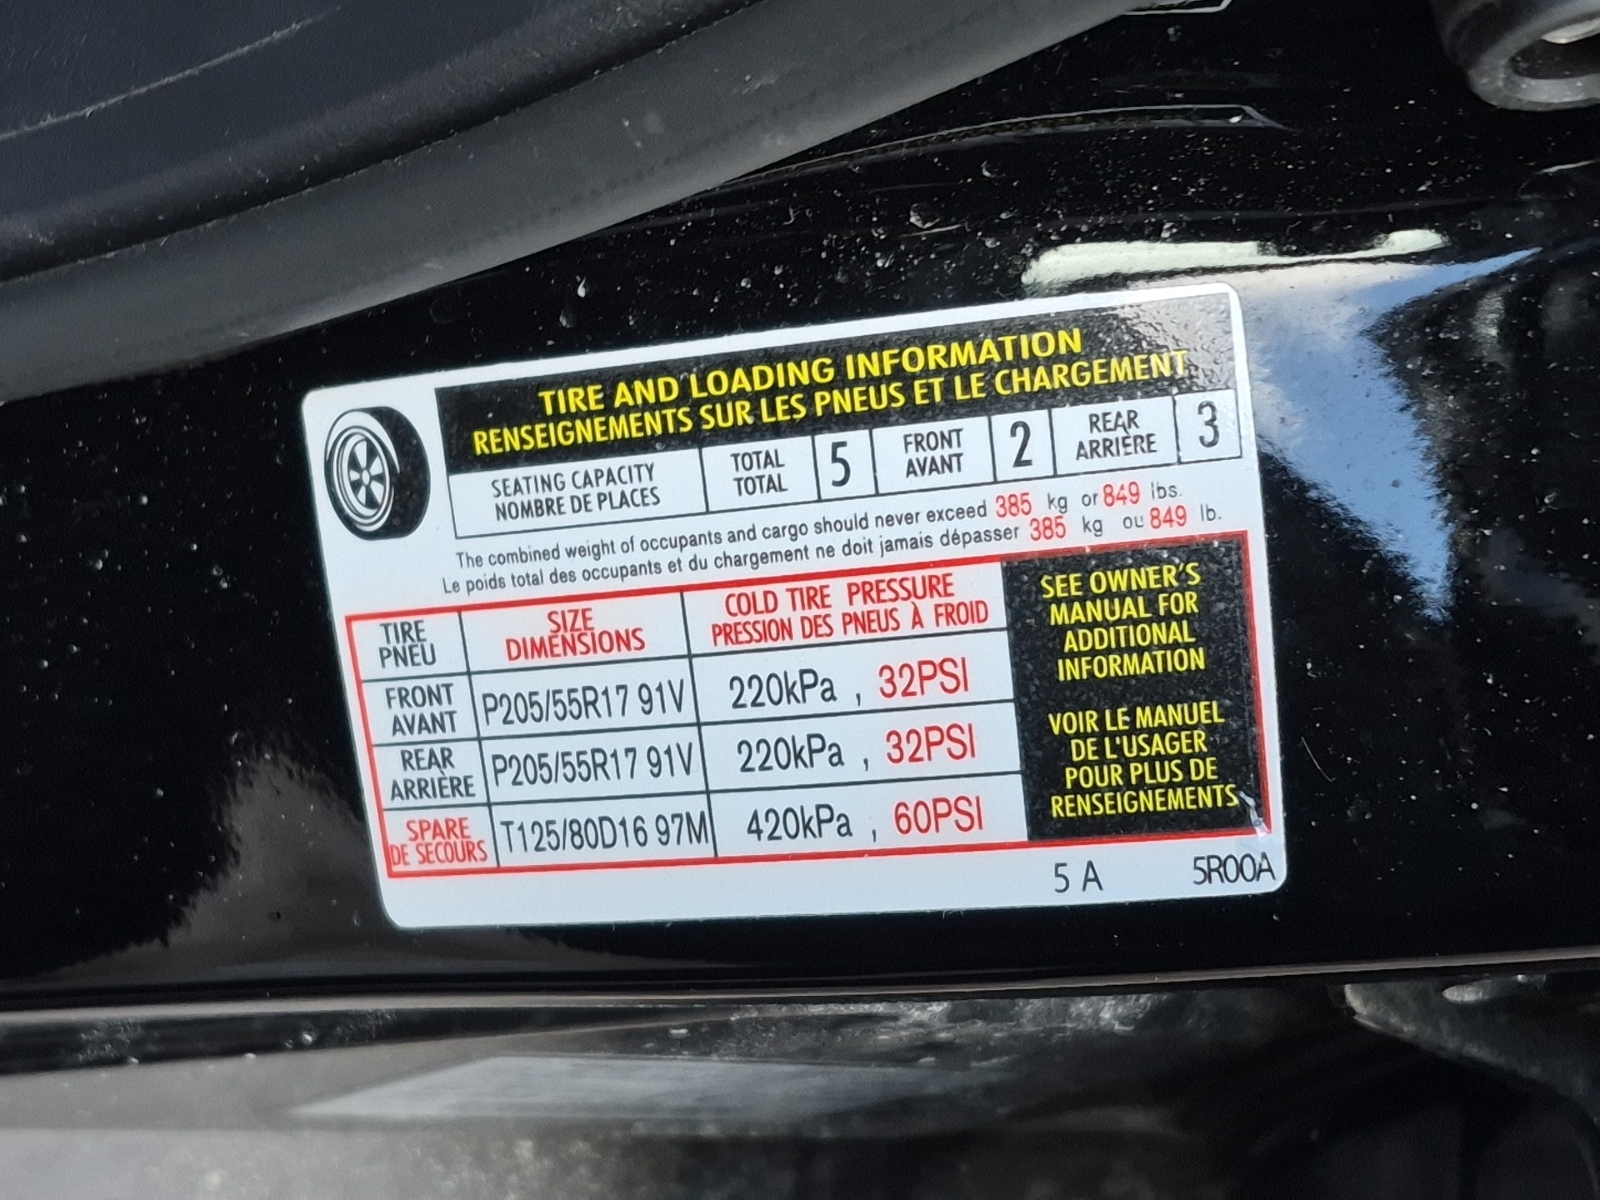 TIRE AND LOADING INFORMATION
RENSEIGNEMENTS SUR LES PNEUS ET LE CHARGEMENT
SEATING CAPACITY
NOMBRE DE PLACES
TOTAL
TOTAL
5
FRONT
AVANT
2
REAR
ARRIÈRE
3
The combined weight of occupants and cargo should never exceed 385 kg or 849 lbs.
Le poids total des occupants et du chargement ne doit jamais dépasser 385 kg ou 849 lb.
TIRE
PNEU
SIZE
DIMENSIONS
COLD TIRE PRESSURE
PRESSION DES PNEUS À FROID
FRONT
AVANT
P205/55R17 91V
220kPa , 32PSI
REAR
ARRIÈRE
P205/55R17 91V
220kPa , 32PSI
SPARE
DE SECOURS
T125/80D16 97M
420kPa , 60PSI
SEE OWNER'S
MANUAL FOR
ADDITIONAL
INFORMATION
VOIR LE MANUEL
DE L'USAGER
POUR PLUS DE
RENSEIGNEMENTS
5 A
5R00A